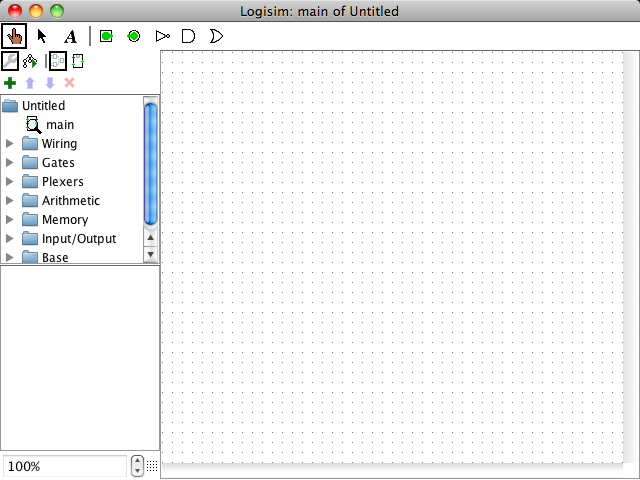 Logisim: main of Untitled
A
Untitled
main
Wiring
Gates
Plexers
Arithmetic
Memory
Input/Output
Base
100%